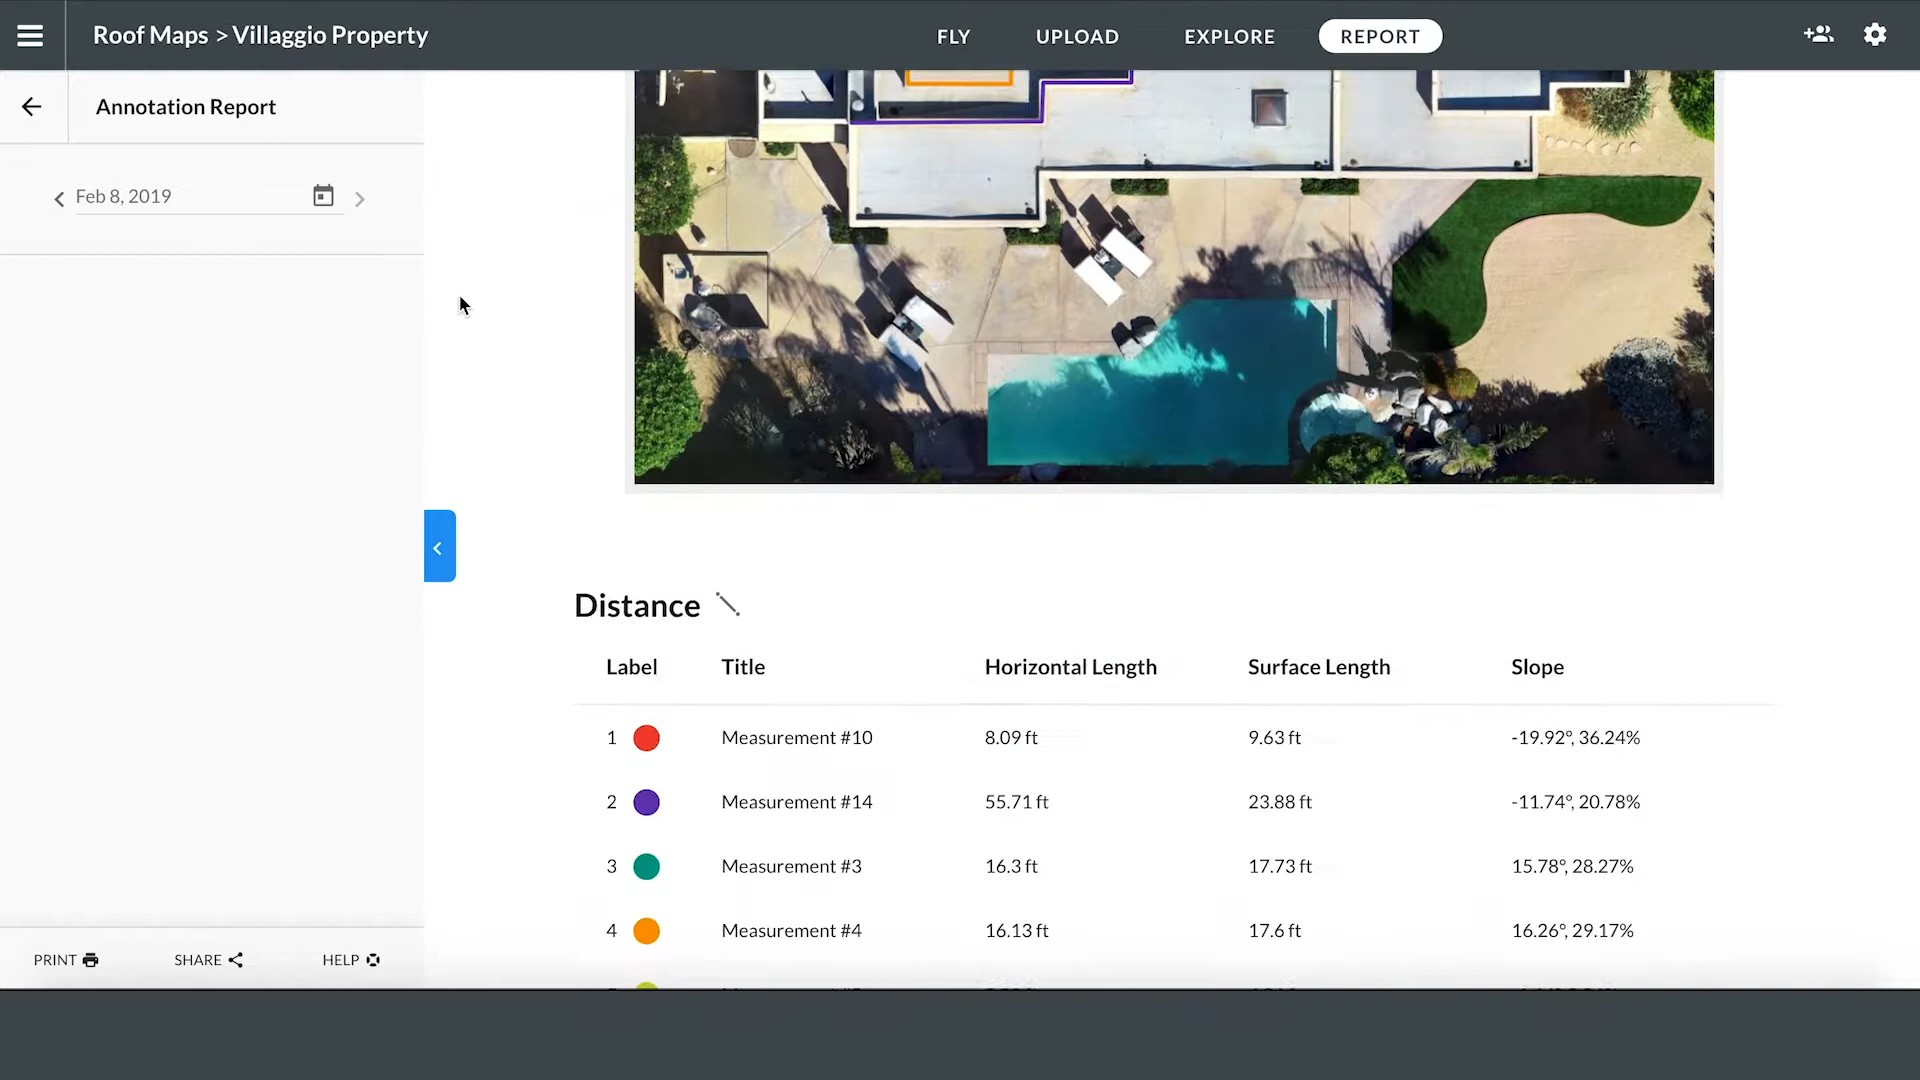 Roof Maps > Villaggio Property
FLY UPLOAD EXPLORE REPORT
Annotation Report
Feb 8, 2019
Distance
Label Title Horizontal Length Surface Length Slope
1 Measurement #10 8.09 ft 9.63 ft -19.92°, 36.24%
2 Measurement #14 55.71 ft 23.88 ft -11.74°, 20.78%
3 Measurement #3 16.3 ft 17.73 ft 15.78°, 28.27%
4 Measurement #4 16.13 ft 17.6 ft 16.26°, 29.17%
PRINT SHARE HELP